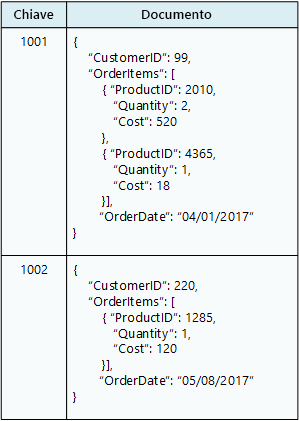 Chiave Documento
1001 {
“CustomerID”: 99,
“OrderItems”: [
{ “ProductID”: 2010,
“Quantity”: 2,
“Cost”: 520
},
{ “ProductID”: 4365,
“Quantity”: 1,
“Cost”: 18
}],
“OrderDate”: “04/01/2017”
}
1002 {
“CustomerID”: 220,
“OrderItems”: [
{ “ProductID”: 1285,
“Quantity”: 1,
“Cost”: 120
}],
“OrderDate”: “05/08/2017”
}